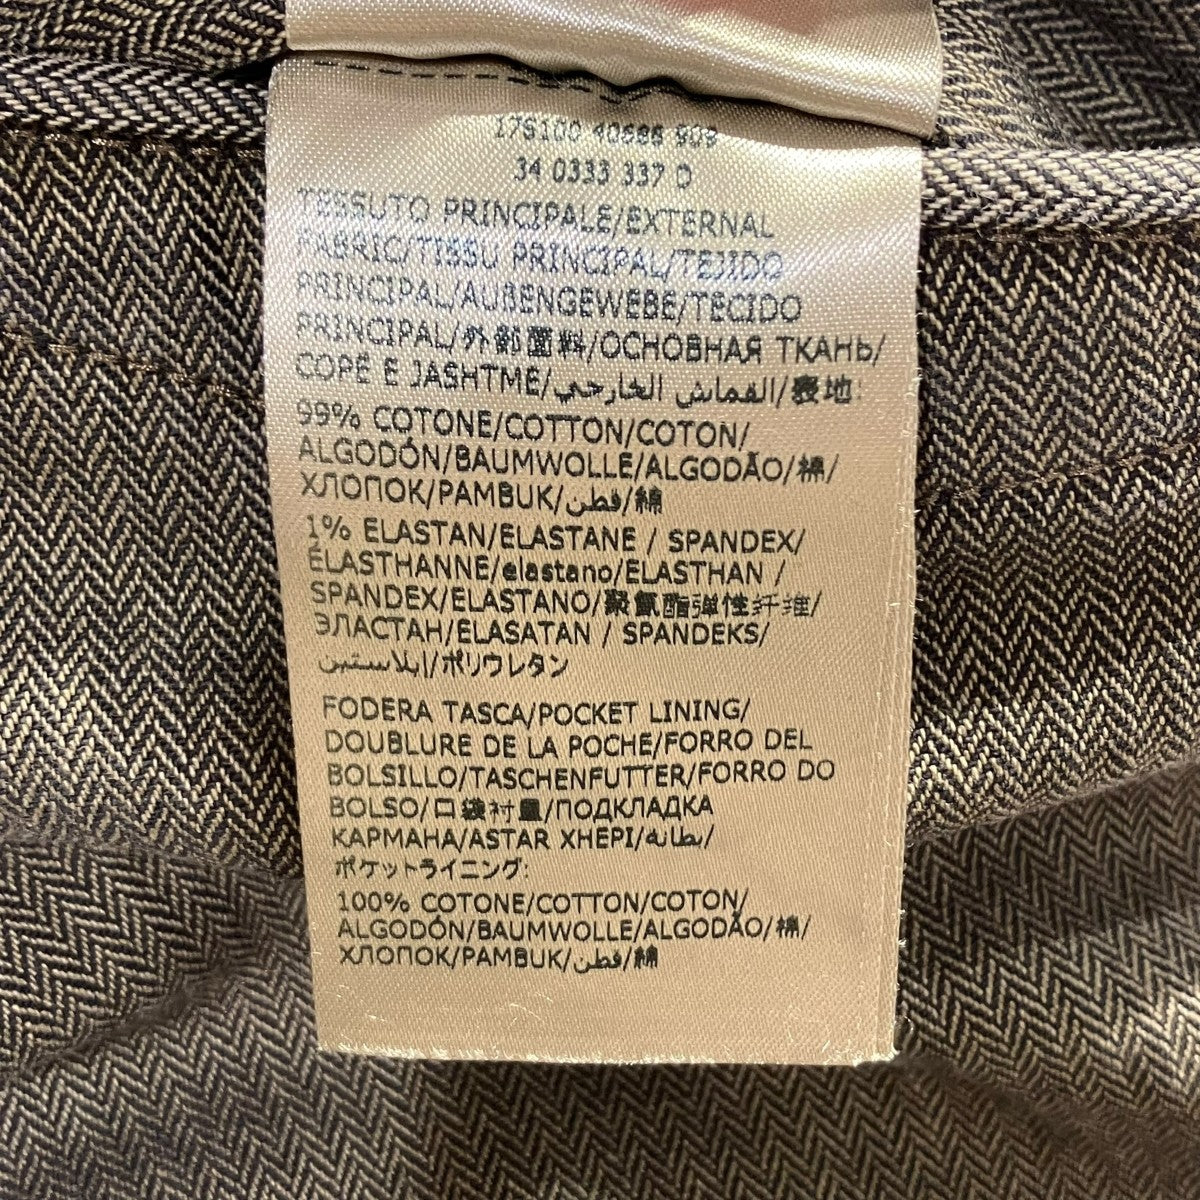 17S100 40686 909
34 0333 337 D
TESSUTO PRINCIPALE/EXTERNAL
FABRIC/TISSU PRINCIPAL/TEJIDO
PRINCIPAL/AUßENGEWEBE/TECIDO
PRINCIPAL/外部面料/ОСНОВНАЯ ТКАНЬ/
COPË E JASHTME/القماش الخارجي/表地:
99% COTONE/COTTON/COTON/
ALGODÓN/BAUMWOLLE/ALGODÃO/棉/
ХЛОПОК/PAMBUK/قطن/綿
1% ELASTAN/ELASTANE / SPANDEX/
ÉLASTHANNE/elastano/ELASTHAN /
SPANDEX/ELASTANO/聚氨酯弹性纤维/
ЭЛАСТАН/ELASATAN / SPANDEKS/
إيلاستين/ポリウレタン
FODERA TASCA/POCKET LINING/
DOUBLURE DE LA POCHE/FORRO DEL
BOLSILLO/TASCHENFUTTER/FORRO DO
BOLSO/口袋衬里/ПОДКЛАДКА
КАРМАНА/ASTAR XHEPI/بطانه/
ポケットライニング:
100% COTONE/COTTON/COTON/
ALGODÓN/BAUMWOLLE/ALGODÃO/棉/
ХЛОПОК/PAMBUK/قطن/綿